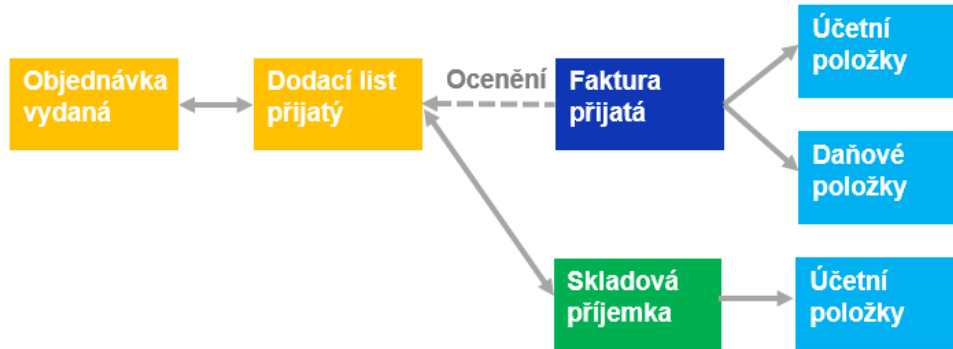 Objednávka
vydaná
Dodací list
přijatý
Ocenění
Faktura
přijatá
Účetní
položky
Daňové
položky
Skladová
příjemka
Účetní
položky